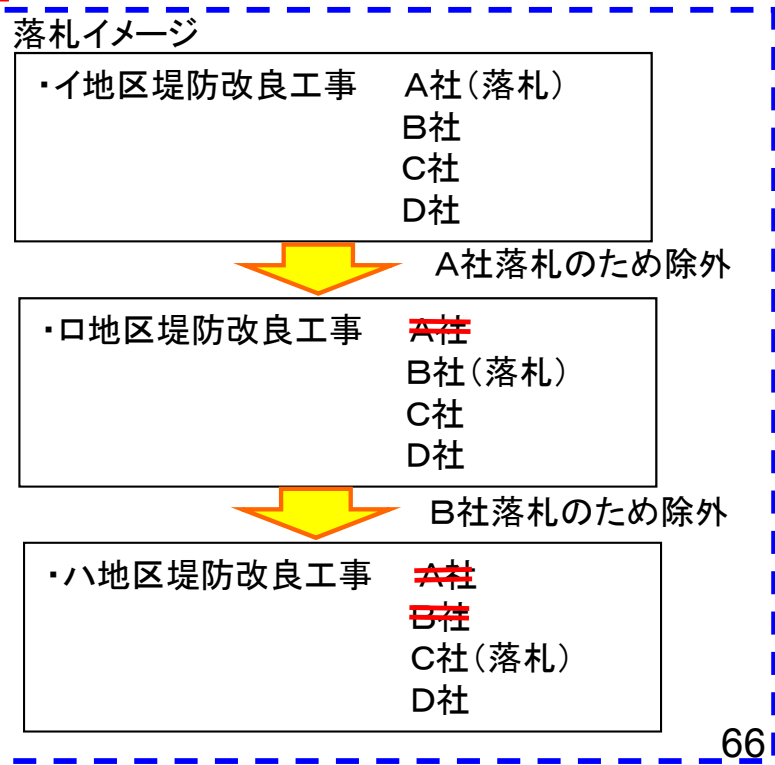 落札イメージ
・イ地区堤防改良工事 A社(落札)
B社
C社
D社
A社落札のため除外
・ロ地区堤防改良工事 A社
B社(落札)
C社
D社
B社落札のため除外
・ハ地区堤防改良工事 A社
B社
C社(落札)
D社
66